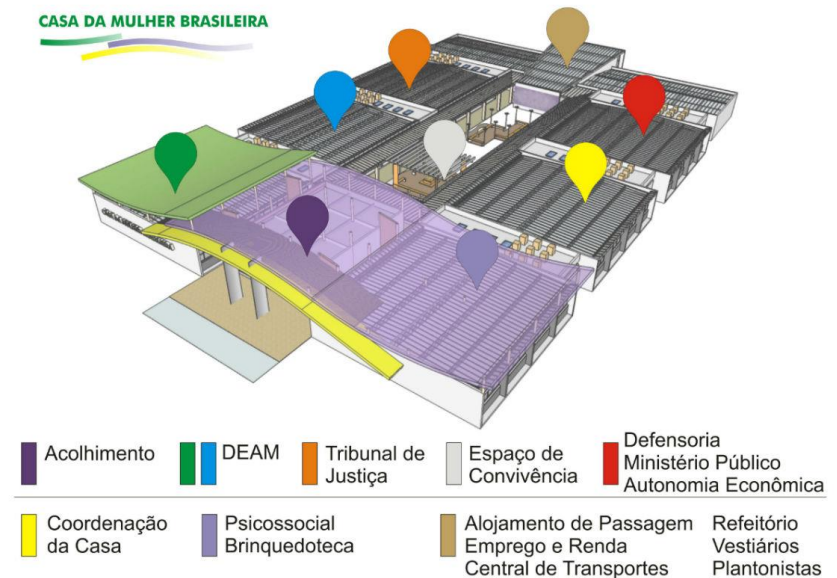 CASA DA MULHER BRASILEIRA
Acolhimento
DEAM
Tribunal de
Justiça
Espaço de
Convivência
Defensoria
Ministério Público
Autonomia Econômica
Coordenação
da Casa
Psicossocial
Brinquedoteca
Alojamento de Passagem
Emprego e Renda
Central de Transportes
Refeitório
Vestiários
Plantonistas